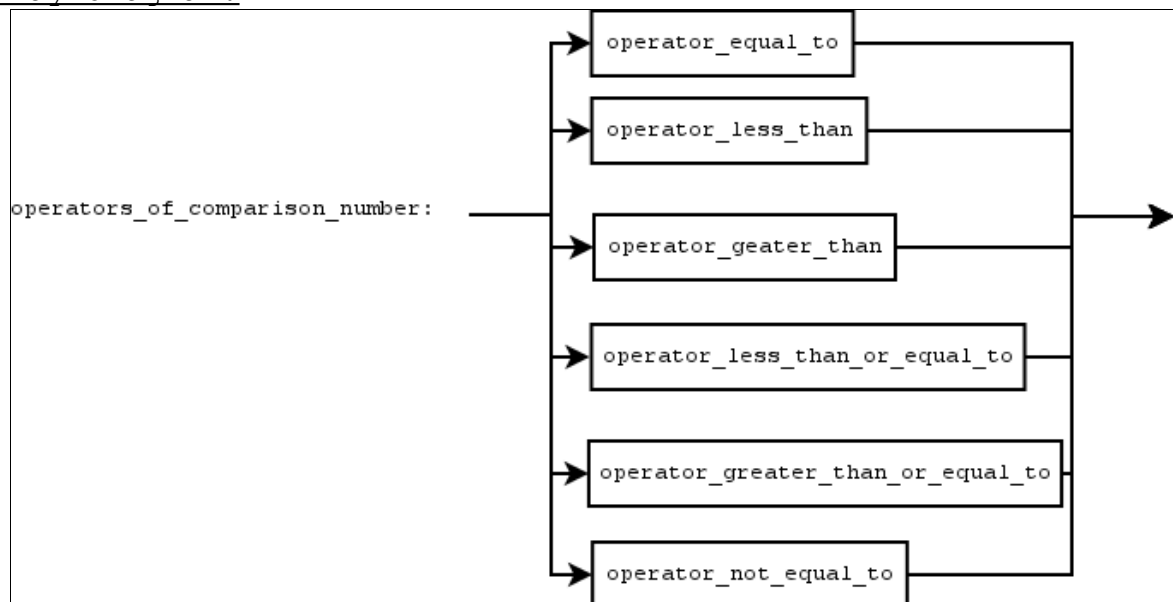 operator_equal_to
operator_less_than
operators_of_comparison_number:
operator_geater_than
operator_less_than_or_equal_to
operator_greater_than_or_equal_to
operator_not_equal_to